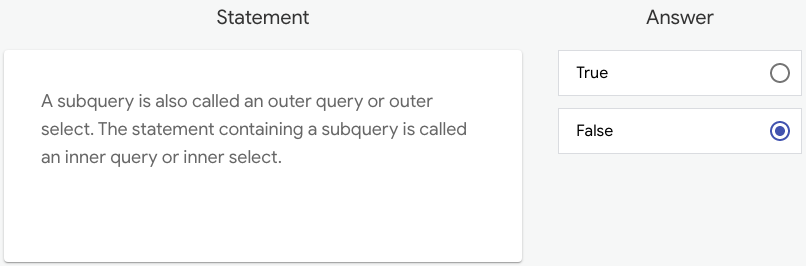 Statement
Answer
A subquery is also called an outer query or outer
select. The statement containing a subquery is called
an inner query or inner select.
True
False